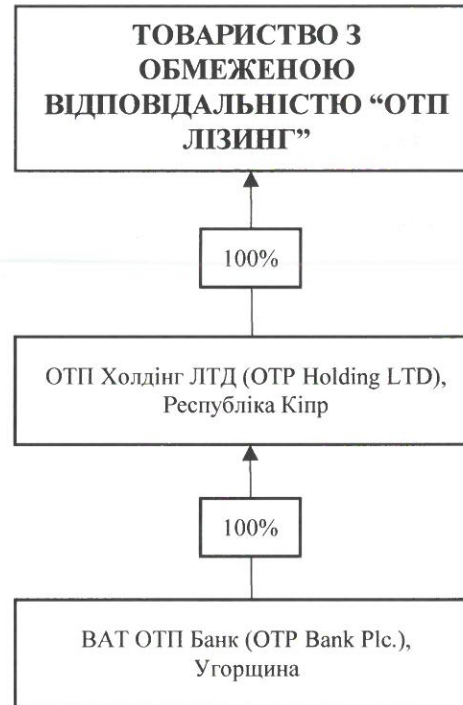 ТОВАРИСТВО З
ОБМЕЖЕНОЮ
ВІДПОВІДАЛЬНІСТЮ “ОТП
ЛІЗИНГ”
100%
ОТП Холдінг ЛТД (OTP Holding LTD),
Республіка Кіпр
100%
ВАТ ОТП Банк (OTP Bank Plc.),
Угорщина